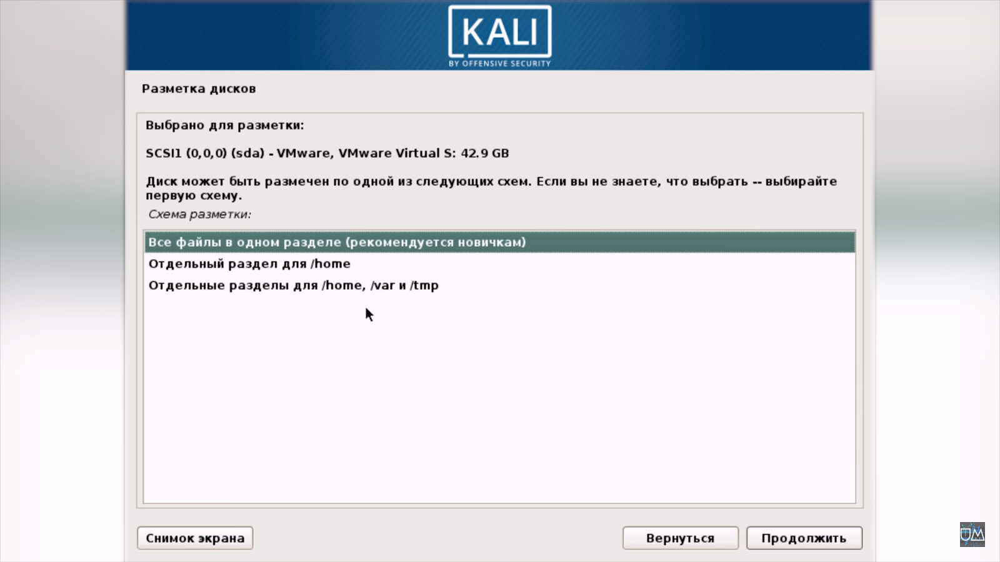 KALI
BY OFFENSIVE SECURITY
Разметка дисков
Выбрано для разметки:
SCSI1 (0,0,0) (sda) - VMware, VMware Virtual S: 42.9 GB
Диск может быть размечен по одной из следующих схем. Если вы не знаете, что выбрать -- выбирайте
первую схему.
Схема разметки:
Все файлы в одном разделе (рекомендуется новичкам)
Отдельный раздел для /home
Отдельные разделы для /home, /var и /tmp
Снимок экрана
Вернуться
Продолжить